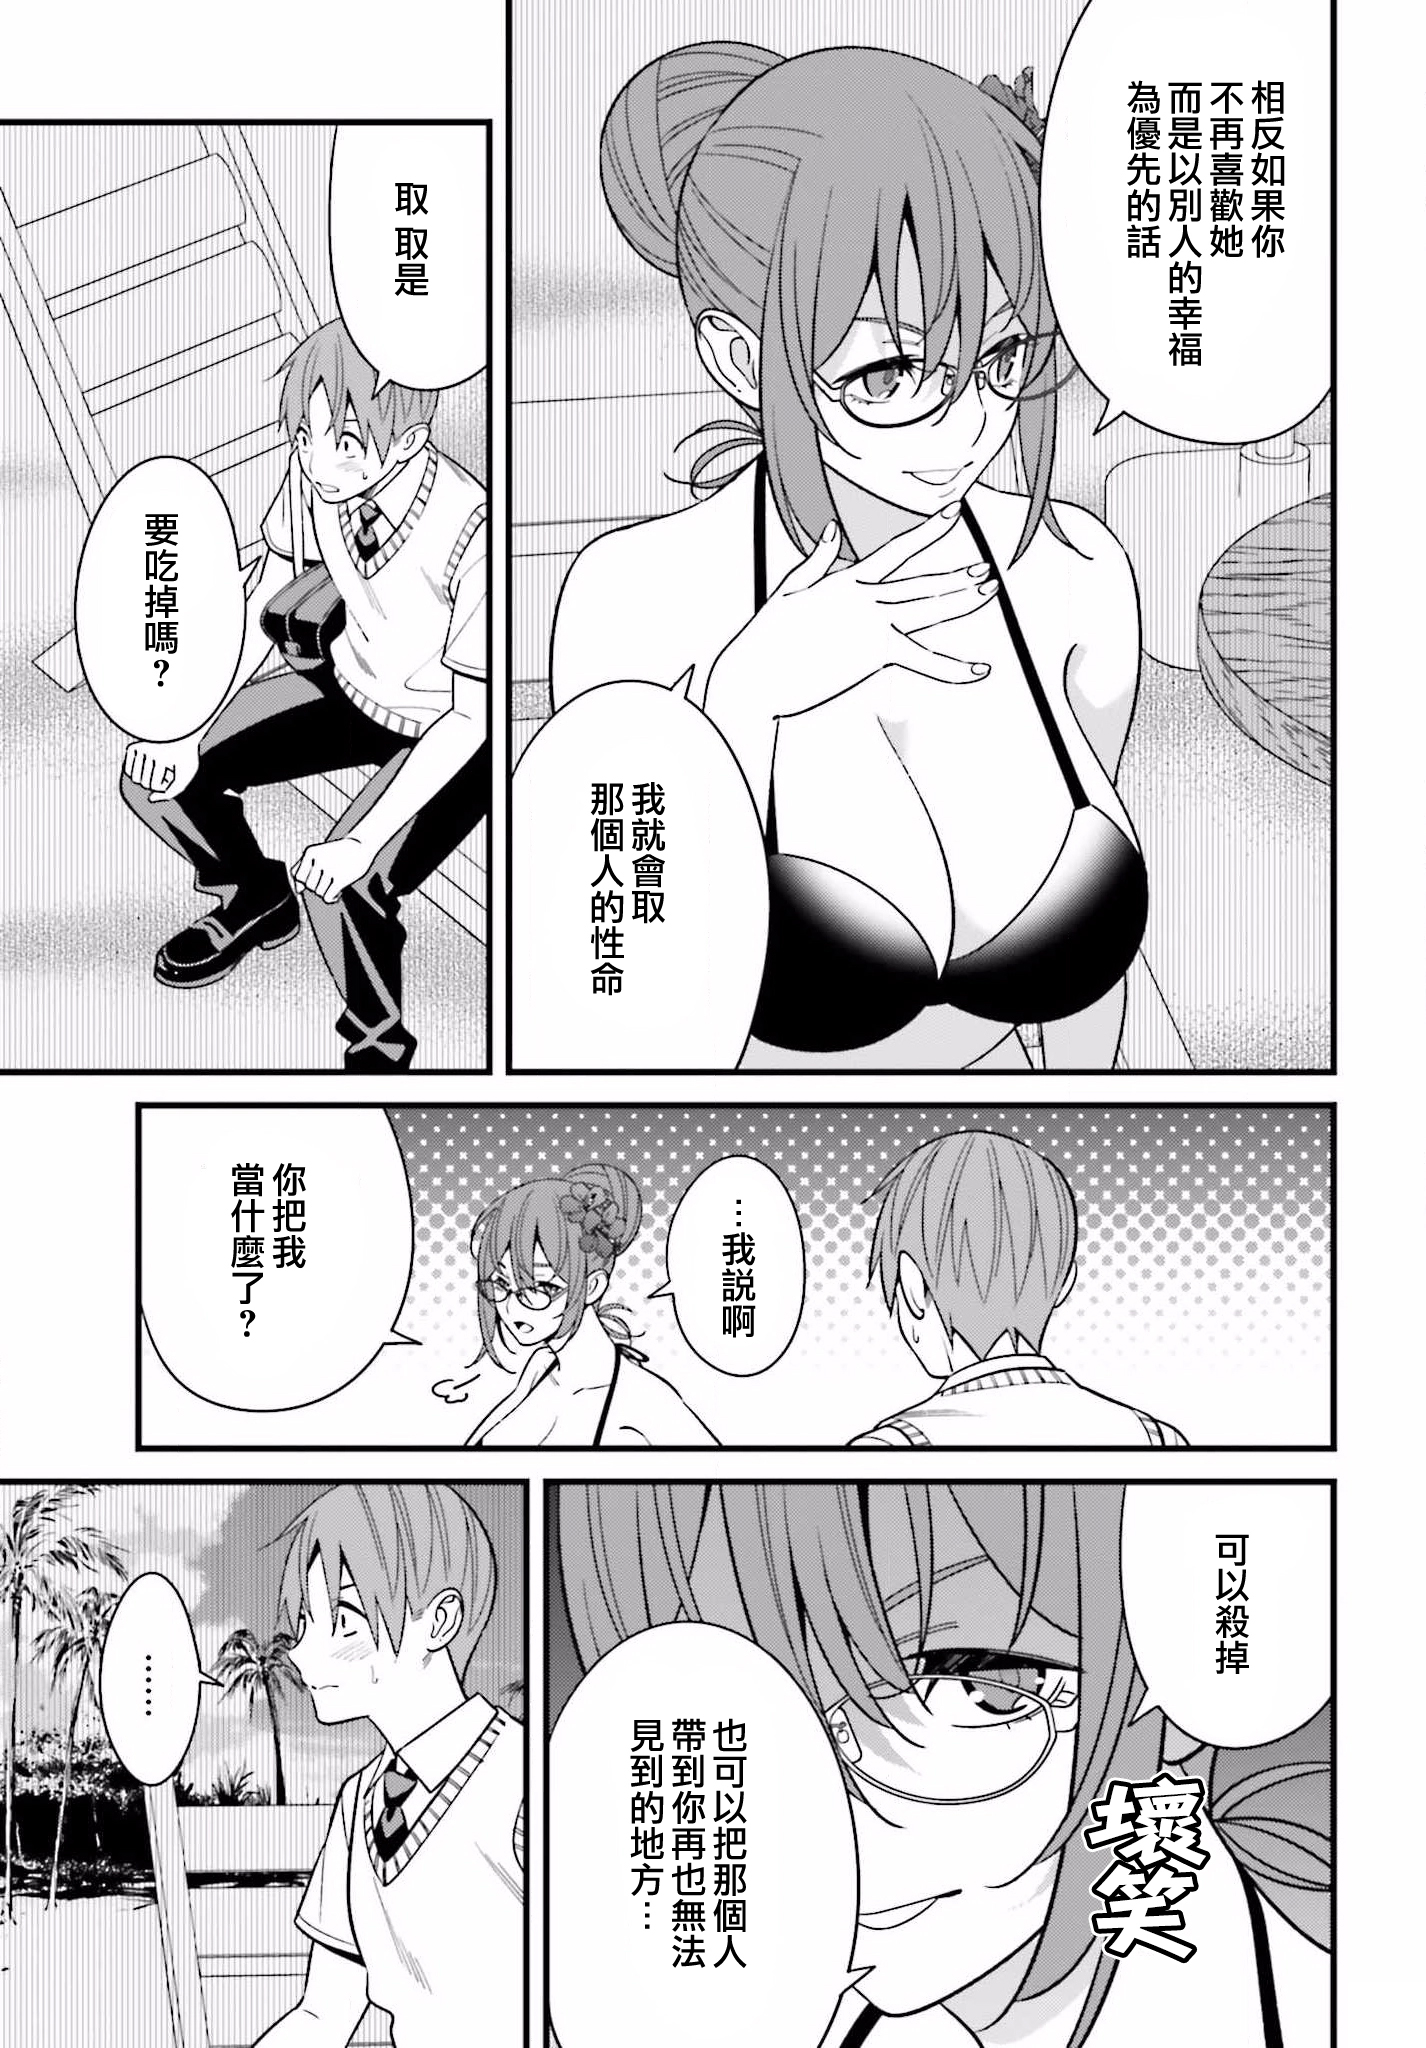 相反如果你
不再喜歡她
而是以別人的幸福
為優先的話
我就會取
那個人的性命
取取是
要吃掉嗎?
…我説啊
你把我
當什麼了?
可以殺掉
壞笑
也可以把那個人
帶到你再也無法
見到的地方…
……